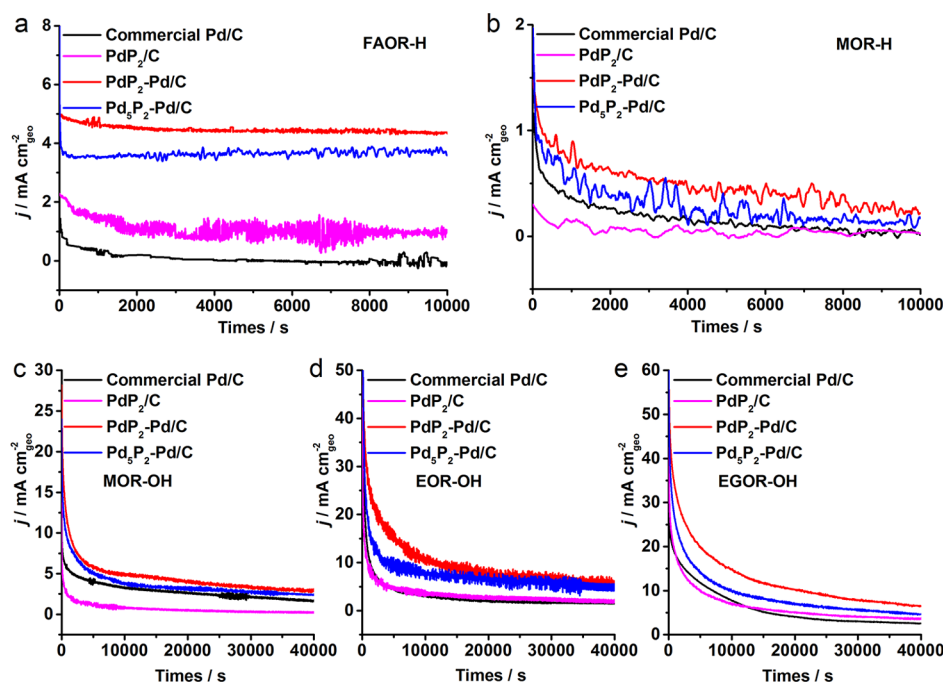 a
8
6
4
2
0
j / mA cm⁻²geo
Commercial Pd/C
PdP₂/C
PdP₂-Pd/C
Pd₅P₂-Pd/C
FAOR-H
0 2000 4000 6000 8000 10000
Times / s
b
2
1
0
j / mA cm⁻²geo
Commercial Pd/C
PdP₂/C
PdP₂-Pd/C
Pd₅P₂-Pd/C
MOR-H
0 2000 4000 6000 8000 10000
Times / s
c
30
25
20
15
10
5
0
j / mA cm⁻²geo
Commercial Pd/C
PdP₂/C
PdP₂-Pd/C
Pd₅P₂-Pd/C
MOR-OH
0 10000 20000 30000 40000
Times / s
d
50
40
30
20
10
0
j / mA cm⁻²geo
Commercial Pd/C
PdP₂/C
PdP₂-Pd/C
Pd₅P₂-Pd/C
EOR-OH
0 10000 20000 30000 40000
Times / s
e
60
50
40
30
20
10
0
j / mA cm⁻²geo
Commercial Pd/C
PdP₂/C
PdP₂-Pd/C
Pd₅P₂-Pd/C
EGOR-OH
0 10000 20000 30000 40000
Times / s